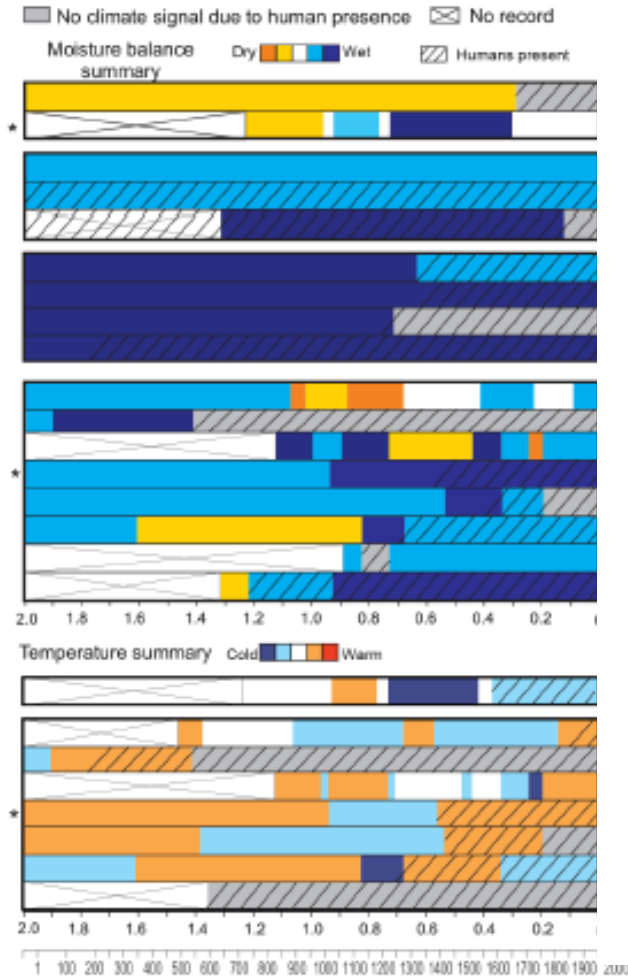 No climate signal due to human presence No record
Moisture balance summary Dry Wet Humans present
*
*
2.0 1.8 1.6 1.4 1.2 1.0 0.8 0.6 0.4 0.2
Temperature summary Cold Warm
*
2.0 1.8 1.6 1.4 1.2 1.0 0.8 0.6 0.4 0.2
1 100 200 300 400 500 600 700 800 900 1000 1100 1200 1300 1400 1500 1600 1700 1800 1900 2000